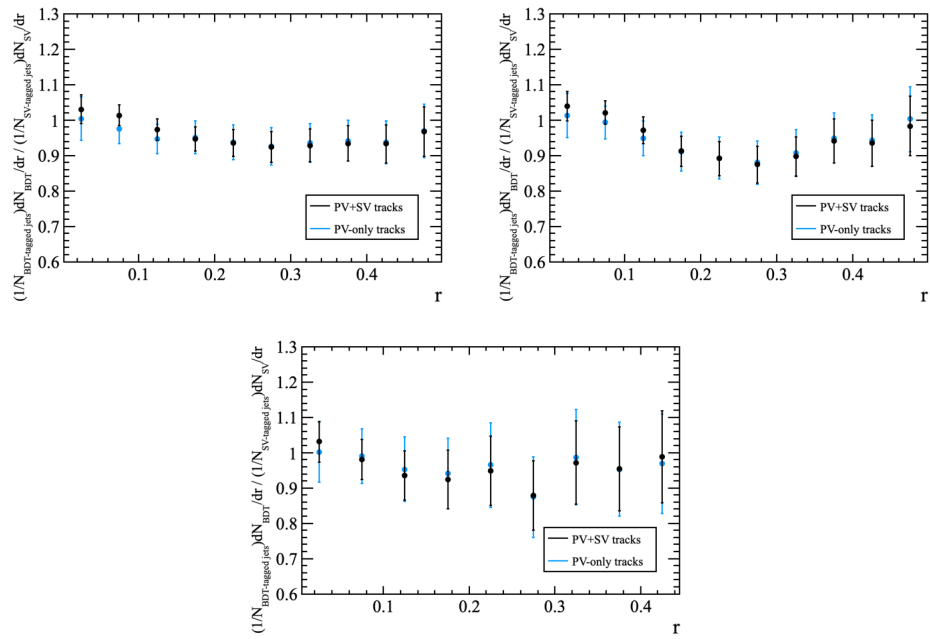 (1/N_BDT-tagged jets)dN_BDT/dr / (1/N_SV-tagged jets)dN_SV/dr
1.3
1.2
1.1
1
0.9
0.8
0.7
0.6
PV+SV tracks
PV-only tracks
0.1 0.2 0.3 0.4
r
(1/N_BDT-tagged jets)dN_BDT/dr / (1/N_SV-tagged jets)dN_SV/dr
1.3
1.2
1.1
1
0.9
0.8
0.7
0.6
PV+SV tracks
PV-only tracks
0.1 0.2 0.3 0.4
r
(1/N_BDT-tagged jets)dN_BDT/dr / (1/N_SV-tagged jets)dN_SV/dr
1.3
1.2
1.1
1
0.9
0.8
0.7
0.6
PV+SV tracks
PV-only tracks
0.1 0.2 0.3 0.4
r